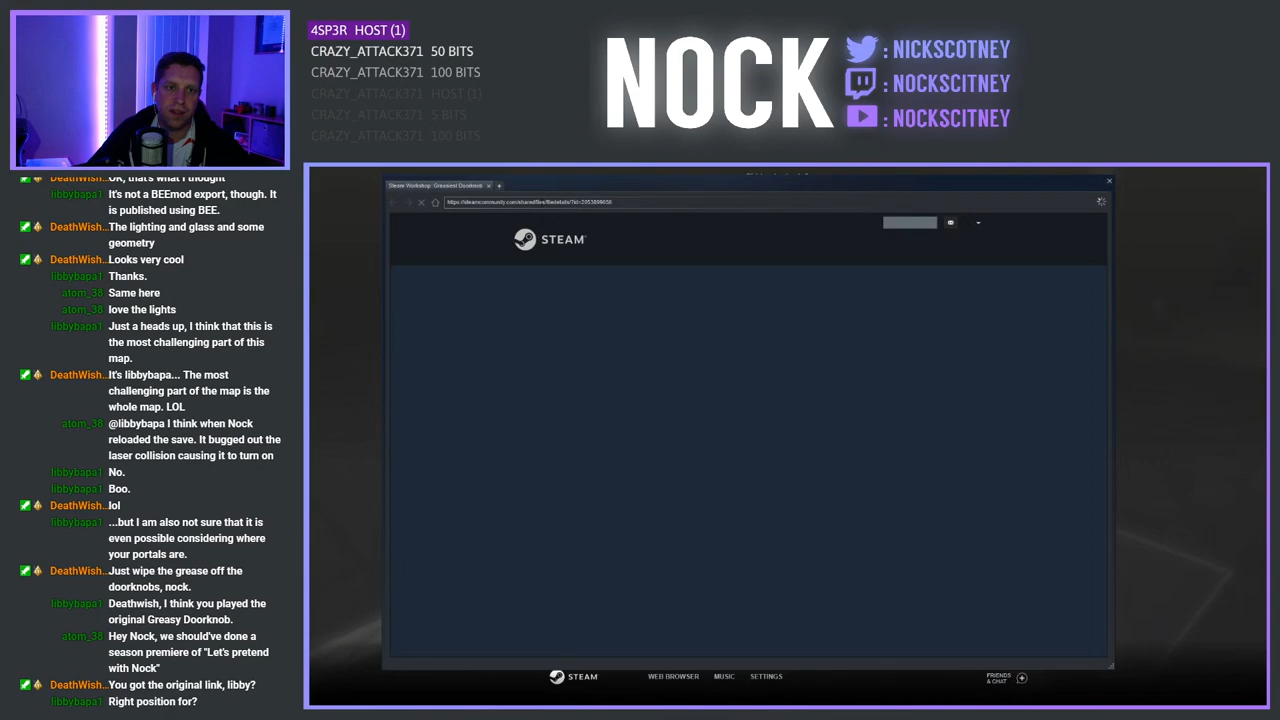 4SP3R HOST (1)
CRAZY_ATTACK371 50 BITS
CRAZY_ATTACK371 100 BITS
CRAZY_ATTACK371 HOST (1)
CRAZY_ATTACK371 5 BITS
CRAZY_ATTACK371 100 BITS
NOCK
: NICKSCOTNEY
: NOCKSCITNEY
: NOCKSCITNEY
DeathWish... OK, that's what I thought
libbybapa1: It's not a BEEmod export, though. It
is published using BEE.
DeathWish... The lighting and glass and some
geometry
DeathWish... Looks very cool
libbybapa1: Thanks.
atom_38: Same here
atom_38: love the lights
libbybapa1: Just a heads up, I think that this is
the most challenging part of this
map.
DeathWish... It's libbybapa... The most
challenging part of the map is the
whole map. LOL
atom_38: @libbybapa I think when Nock
reloaded the save. It bugged out the
laser collision causing it to turn on
libbybapa1: No.
libbybapa1: Boo.
DeathWish... lol
libbybapa1: ...but I am also not sure that it is
even possible considering where
your portals are.
DeathWish... Just wipe the grease off the
doorknobs, nock.
libbybapa1: Deathwish, I think you played the
original Greasy Doorknob.
atom_38: Hey Nock, we should've done a
season premiere of "Let's pretend
with Nock"
DeathWish... You got the original link, libby?
libbybapa1: Right position for?
Steam Workshop: Greasiest Doorknob
STEAM
STEAM
WEB BROWSER
MUSIC
SETTINGS
FRIENDS
& CHAT